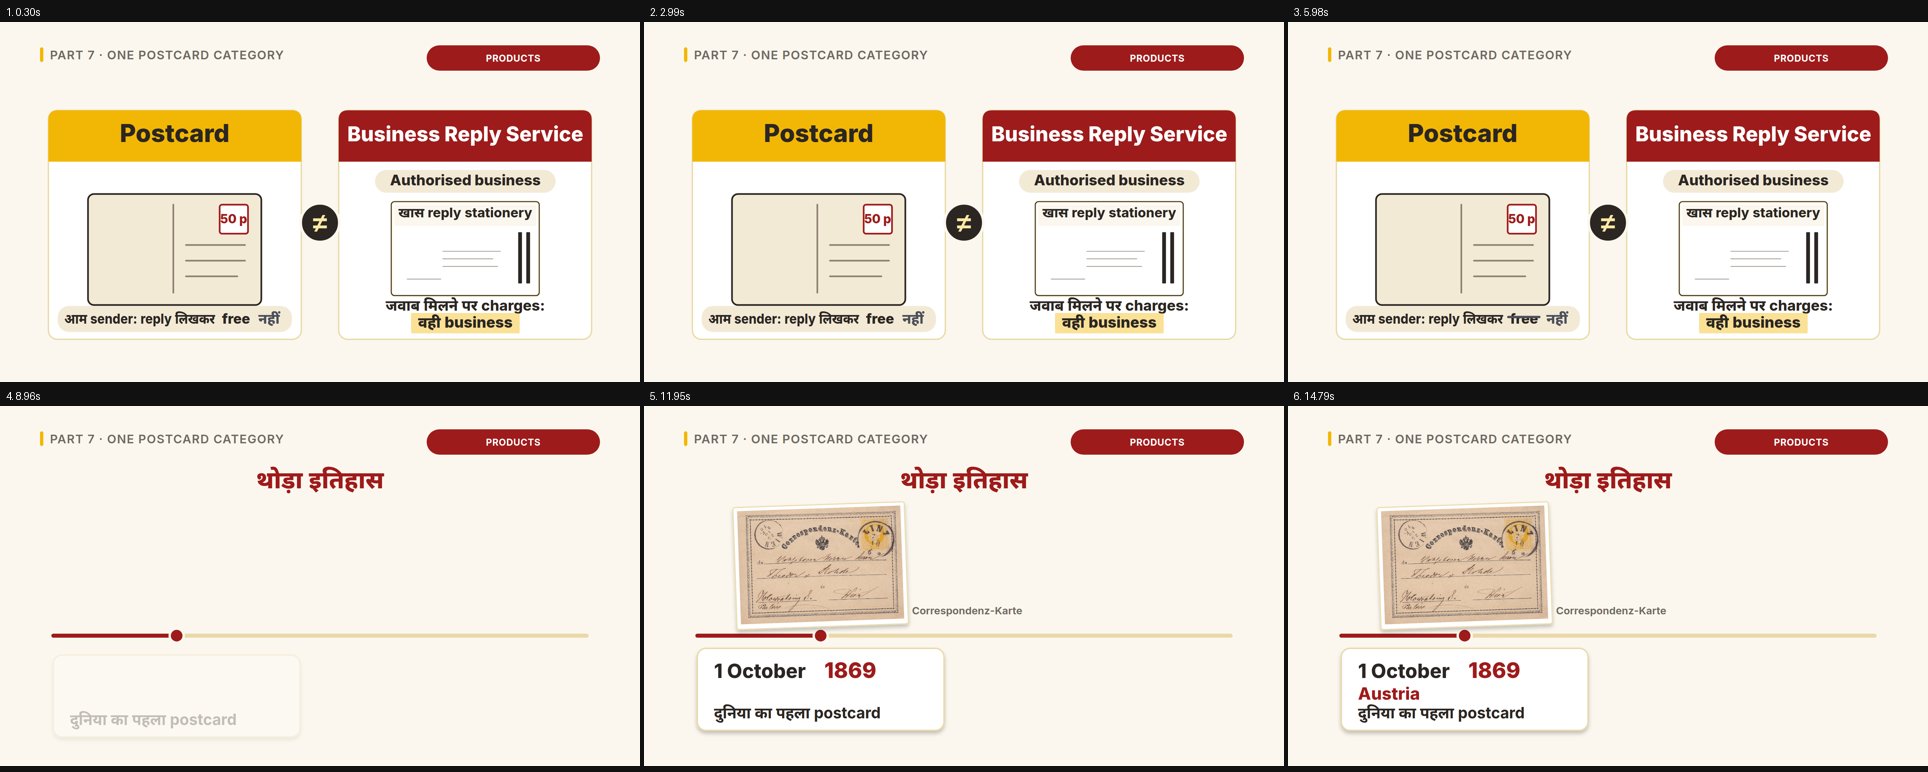 1. 0.30s
PART 7 · ONE POSTCARD CATEGORY
PRODUCTS
Postcard
50 p
आम sender: reply लिखकर free नहीं
≠
Business Reply Service
Authorised business
खास reply stationery
जवाब मिलने पर charges:
वही business
2. 2.99s
PART 7 · ONE POSTCARD CATEGORY
PRODUCTS
Postcard
50 p
आम sender: reply लिखकर free नहीं
≠
Business Reply Service
Authorised business
खास reply stationery
जवाब मिलने पर charges:
वही business
3. 5.98s
PART 7 · ONE POSTCARD CATEGORY
PRODUCTS
Postcard
50 p
आम sender: reply लिखकर free नहीं
≠
Business Reply Service
Authorised business
खास reply stationery
जवाब मिलने पर charges:
वही business
4. 8.96s
PART 7 · ONE POSTCARD CATEGORY
PRODUCTS
थोड़ा इतिहास
दुनिया का पहला postcard
5. 11.95s
PART 7 · ONE POSTCARD CATEGORY
PRODUCTS
थोड़ा इतिहास
Correspondenz-Karte
LINZ
Correspondenz-Karte
1 October 1869
दुनिया का पहला postcard
6. 14.79s
PART 7 · ONE POSTCARD CATEGORY
PRODUCTS
थोड़ा इतिहास
Correspondenz-Karte
LINZ
Correspondenz-Karte
1 October 1869
Austria
दुनिया का पहला postcard